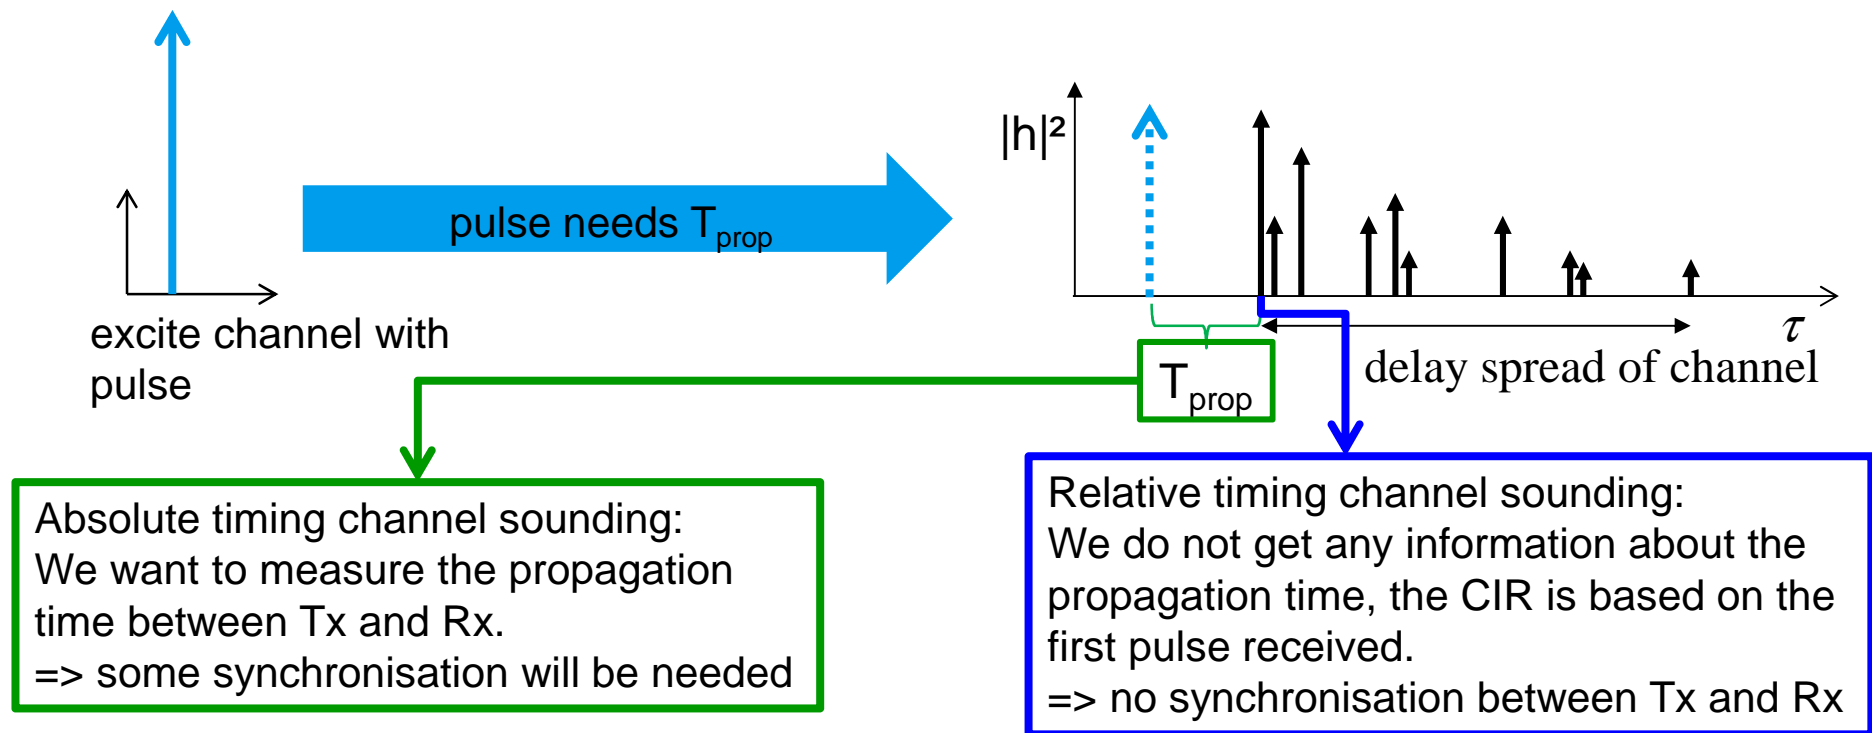 |h|²
pulse needs Tprop
excite channel with
pulse
τ
delay spread of channel
Tprop
Absolute timing channel sounding:
We want to measure the propagation
time between Tx and Rx.
=> some synchronisation will be needed
Relative timing channel sounding:
We do not get any information about the
propagation time, the CIR is based on the
first pulse received.
=> no synchronisation between Tx and Rx